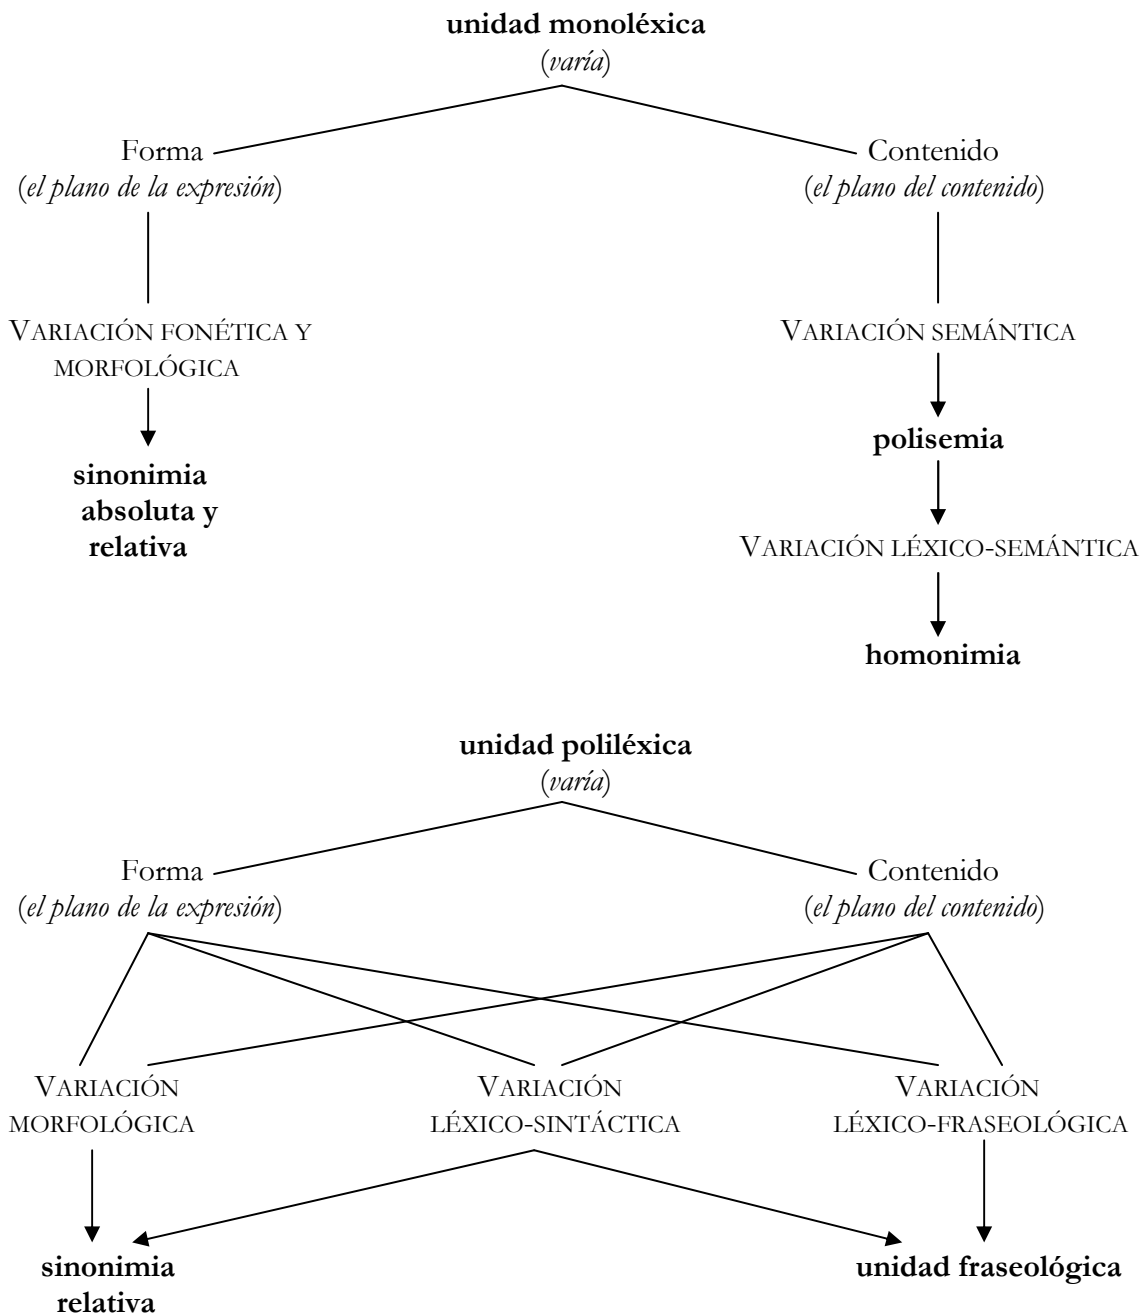 unidad monoléxica
(varía)
Forma
(el plano de la expresión)
Contenido
(el plano del contenido)
VARIACIÓN FONÉTICA Y
MORFOLÓGICA
sinonimia
absoluta y
relativa
VARIACIÓN SEMÁNTICA
polisemia
VARIACIÓN LÉXICO-SEMÁNTICA
homonimia
unidad poliléxica
(varía)
Forma
(el plano de la expresión)
Contenido
(el plano del contenido)
VARIACIÓN
MORFOLÓGICA
VARIACIÓN
LÉXICO-SINTÁCTICA
VARIACIÓN
LÉXICO-FRASEOLÓGICA
sinonimia
relativa
unidad fraseológica